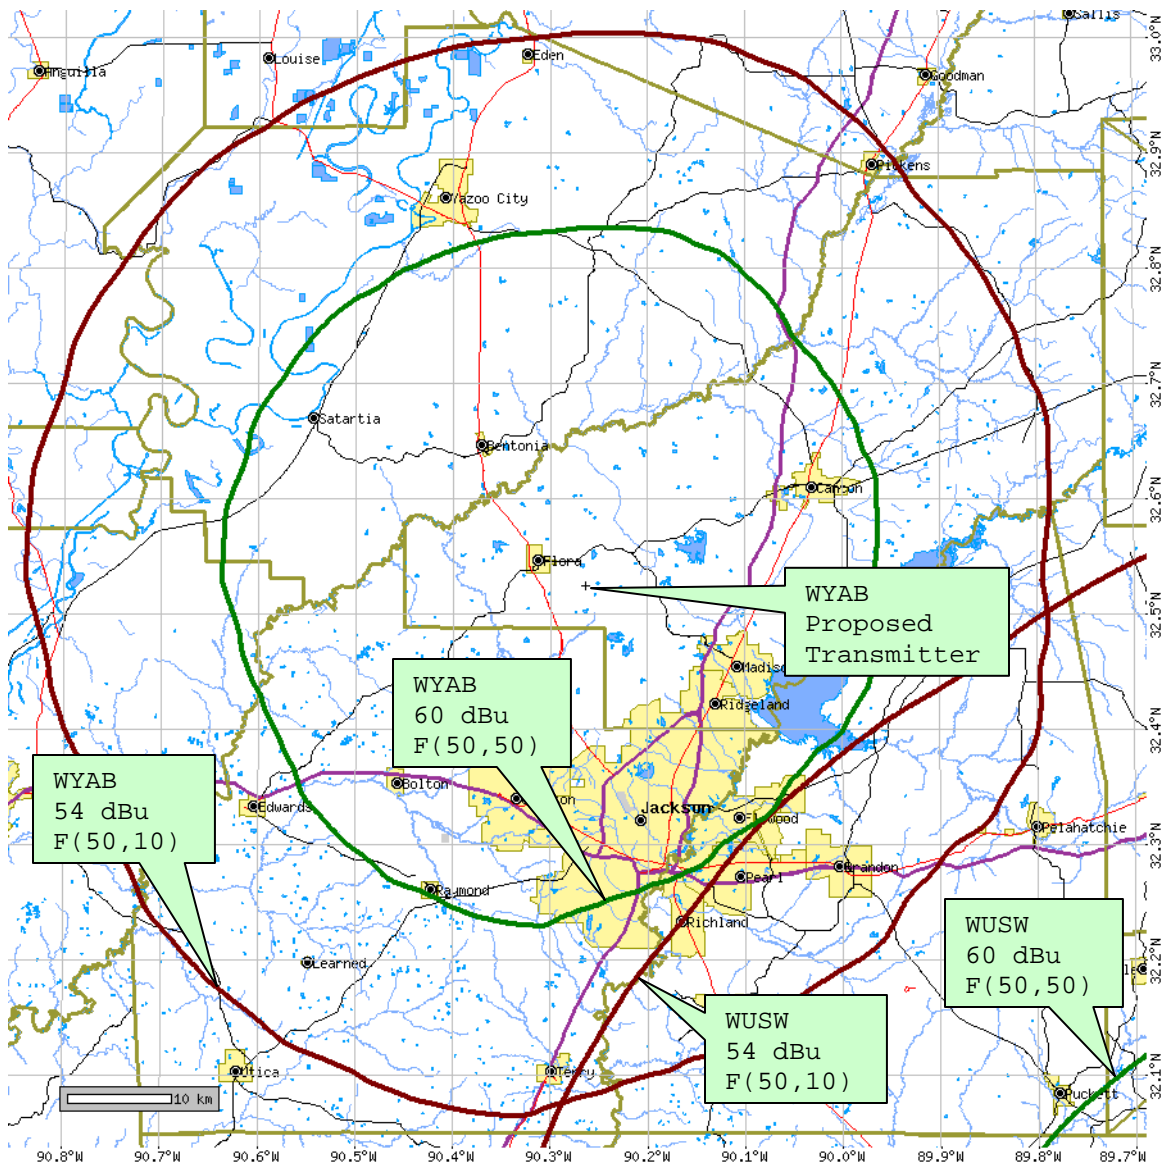 Sallis
33.0°N
Eden
Louise
Anguilla
Goodman
32.9°N
Pickens
Yazoo City
32.8°N
32.7°N
Satartia
Bentonia
Canton
32.6°N
Flora
WYAB
Proposed
Transmitter
32.5°N
Madison
WYAB
60 dBu
F(50,50)
Ridgeland
32.4°N
WYAB
54 dBu
F(50,10)
Bolton
Edwards
Jackson
Pelahatchie
32.3°N
Brandon
Pearl
Raymond
Richland
WUSW
60 dBu
F(50,50)
32.2°N
Learned
WUSW
54 dBu
F(50,10)
Utica
Terry
32.1°N
Puckett
10 km
90.8°W 90.7°W 90.6°W 90.5°W 90.4°W 90.3°W 90.2°W 90.1°W 90.0°W 89.9°W 89.8°W 89.7°W